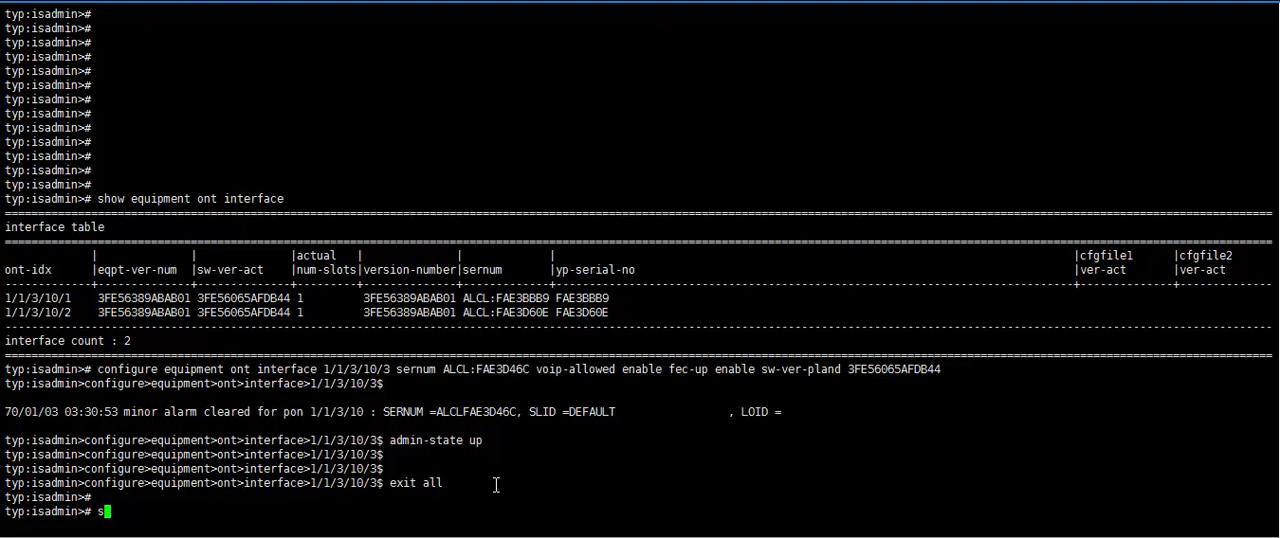 typ:isadmin>#
typ:isadmin>#
typ:isadmin>#
typ:isadmin>#
typ:isadmin>#
typ:isadmin>#
typ:isadmin>#
typ:isadmin>#
typ:isadmin>#
typ:isadmin>#
typ:isadmin>#
typ:isadmin>#
typ:isadmin>#
typ:isadmin># show equipment ont interface
interface table
|actual |cfgfile1 |cfgfile2
ont-idx |eqpt-ver-num |sw-ver-act |num-slots|version-number|sernum |yp-serial-no |ver-act |ver-act
1/1/3/10/1 3FE56389ABAB01 3FE56065AFDB44 1 3FE56389ABAB01 ALCL:FAE3BBB9 FAE3BBB9
1/1/3/10/2 3FE56389ABAB01 3FE56065AFDB44 1 3FE56389ABAB01 ALCL:FAE3D60E FAE3D60E
interface count : 2
typ:isadmin># configure equipment ont interface 1/1/3/10/3 sernum ALCL:FAE3D46C voip-allowed enable fec-up enable sw-ver-pland 3FE56065AFDB44
typ:isadmin>configure>equipment>ont>interface>1/1/3/10/3$
70/01/03 03:30:53 minor alarm cleared for pon 1/1/3/10 : SERNUM =ALCLFAE3D46C, SLID =DEFAULT , LOID =
typ:isadmin>configure>equipment>ont>interface>1/1/3/10/3$ admin-state up
typ:isadmin>configure>equipment>ont>interface>1/1/3/10/3$
typ:isadmin>configure>equipment>ont>interface>1/1/3/10/3$
typ:isadmin>configure>equipment>ont>interface>1/1/3/10/3$ exit all
typ:isadmin>#
typ:isadmin># s